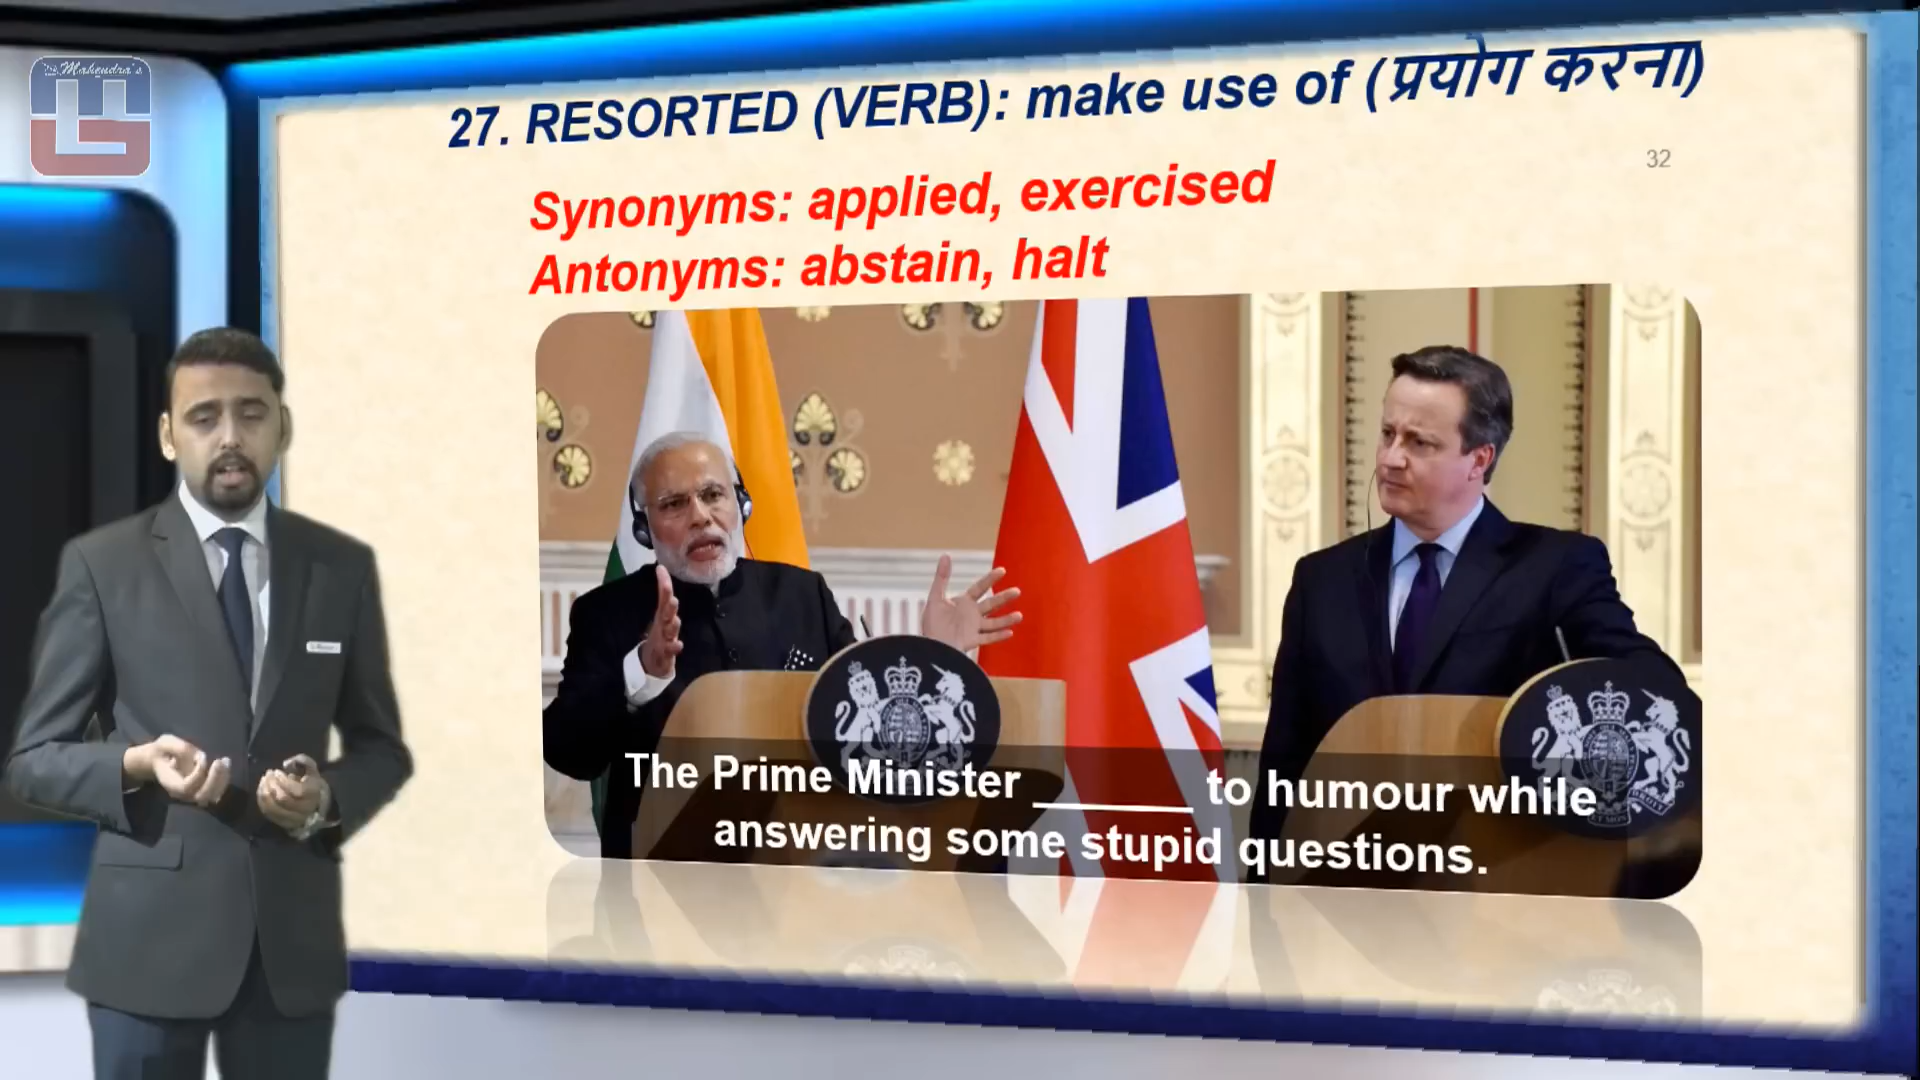 Mahendra's
27. RESORTED (VERB): make use of (प्रयोग करना)
32
Synonyms: applied, exercised
Antonyms: abstain, halt
The Prime Minister ______ to humour while
answering some stupid questions.